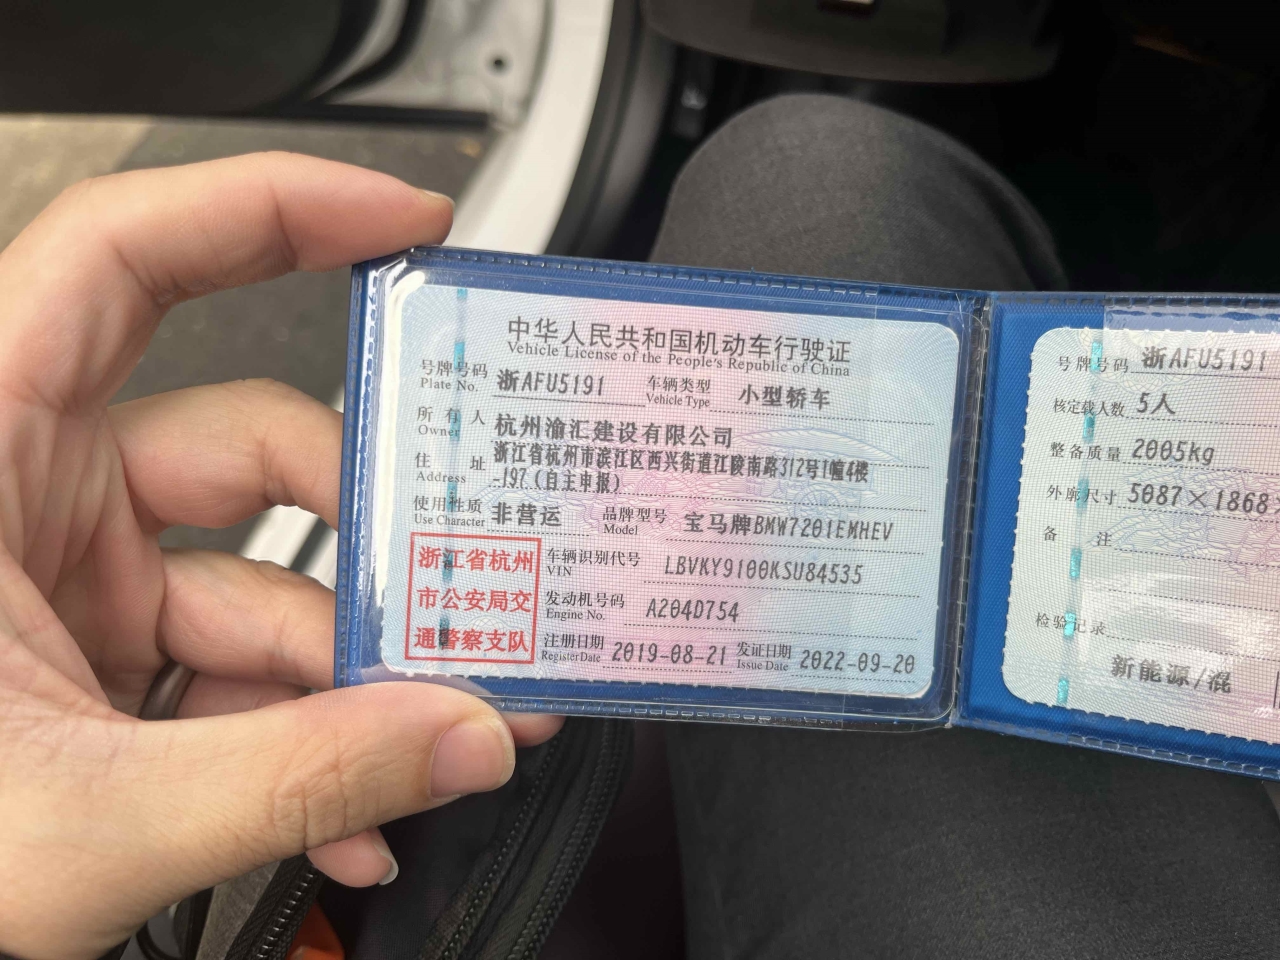 中华人民共和国机动车行驶证
Vehicle License of the People's Republic of China
号牌号码 浙AFU5191 车辆类型 小型轿车
Plate No. Vehicle Type
所有人 杭州渝汇建设有限公司
Owner
住址 浙江省杭州市滨江区西兴街道江陵南路312号1幢4楼
Address -197（自主申报）
使用性质 非营运 品牌型号 宝马牌BMW7201EMHEV
Use Character Model
浙江省杭州
市公安局交
通警察支队
车辆识别代号 LBVKY9100KSU84535
VIN
发动机号码 A204D754
Engine No.
注册日期 2019-08-21 发证日期 2022-09-20
Register Date Issue Date
号牌号码 浙AFU5191
核定载人数 5人
整备质量 2005kg
外廓尺寸 5087×1868
备注
检验记录
新能源/混